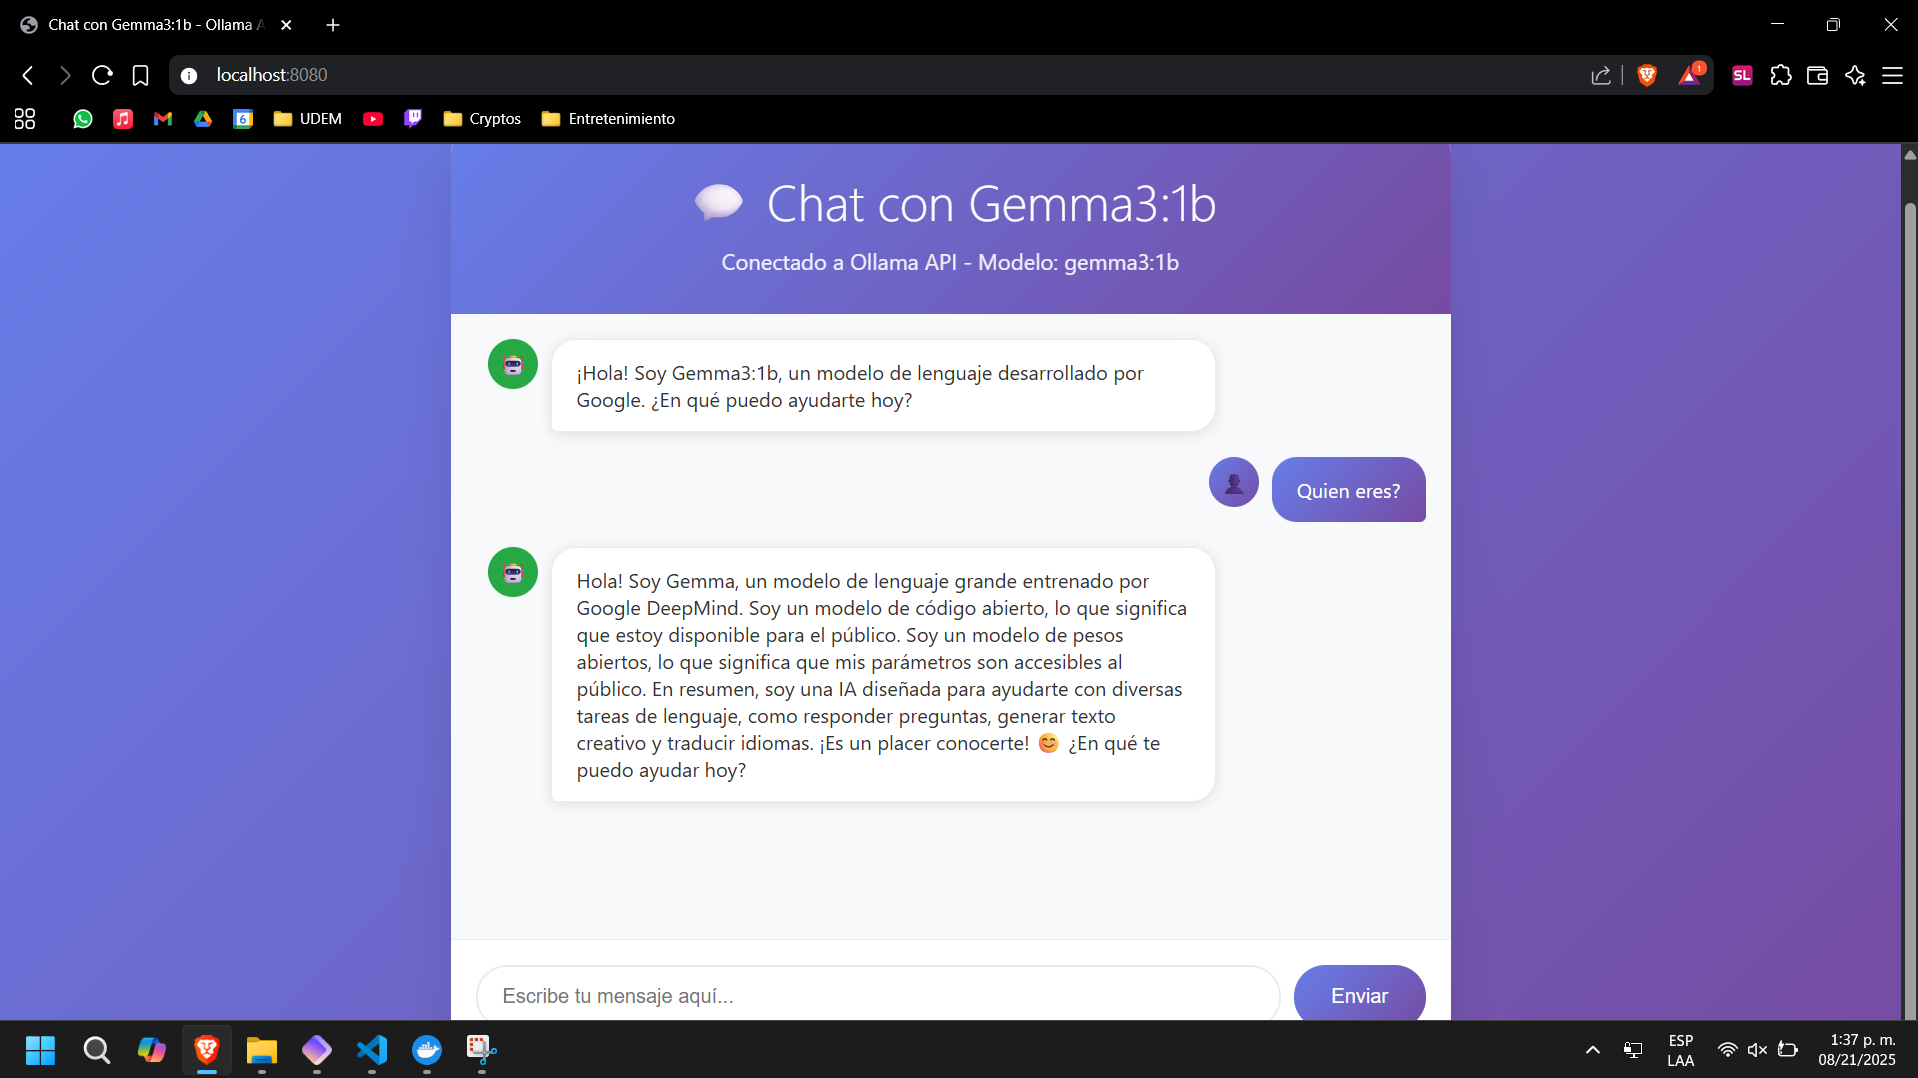 Chat con Gemma3:1b - Ollama A
localhost:8080
1
SL
6
UDEM
Cryptos
Entretenimiento
Chat con Gemma3:1b
Conectado a Ollama API - Modelo: gemma3:1b
¡Hola! Soy Gemma3:1b, un modelo de lenguaje desarrollado por
Google. ¿En qué puedo ayudarte hoy?
Quien eres?
Hola! Soy Gemma, un modelo de lenguaje grande entrenado por
Google DeepMind. Soy un modelo de código abierto, lo que significa
que estoy disponible para el público. Soy un modelo de pesos
abiertos, lo que significa que mis parámetros son accesibles al
público. En resumen, soy una IA diseñada para ayudarte con diversas
tareas de lenguaje, como responder preguntas, generar texto
creativo y traducir idiomas. ¡Es un placer conocerte! 😊 ¿En qué te
puedo ayudar hoy?
Escribe tu mensaje aquí...
Enviar
ESP
LAA
1:37 p. m.
08/21/2025